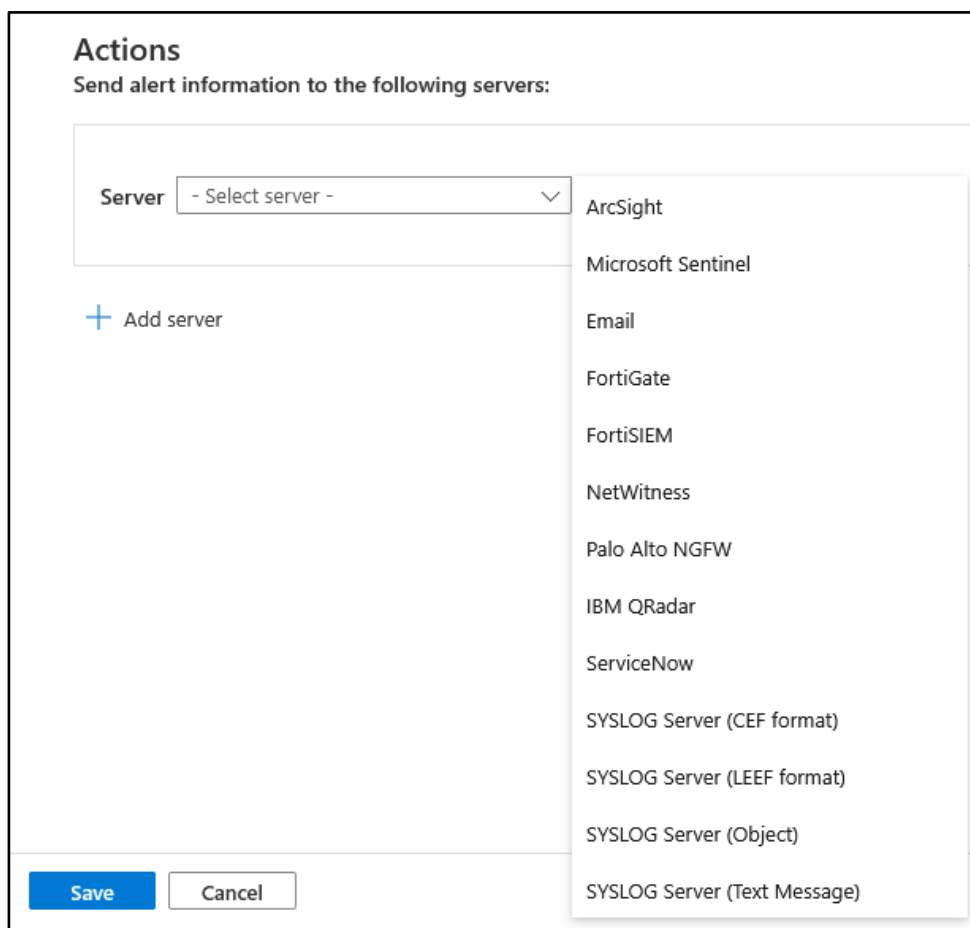 Actions
Send alert information to the following servers:
Server
- Select server -
ArcSight
Microsoft Sentinel
Email
FortiGate
FortiSIEM
NetWitness
Palo Alto NGFW
IBM QRadar
ServiceNow
SYSLOG Server (CEF format)
SYSLOG Server (LEEF format)
SYSLOG Server (Object)
SYSLOG Server (Text Message)
Add server
Save
Cancel